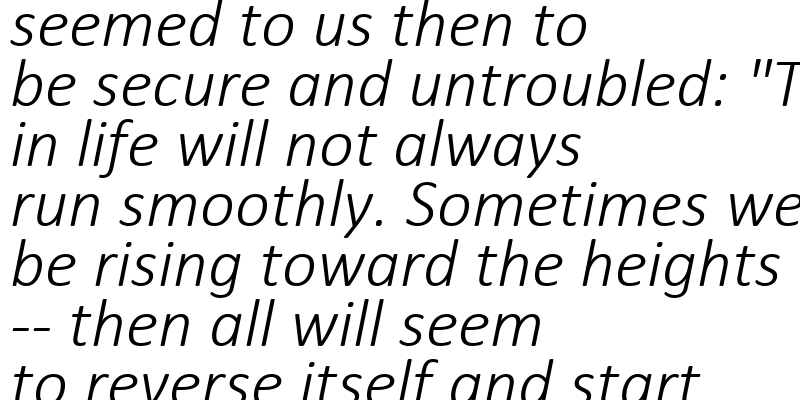 seemed to us then to
be secure and untroubled: "T
in life will not always
run smoothly. Sometimes we
be rising toward the heights
-- then all will seem
to reverse itself and start